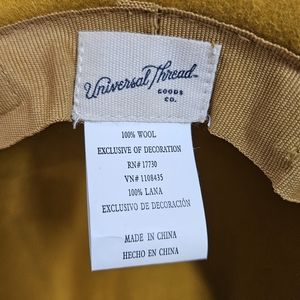 Universal Thread
GOODS
CO.
100% WOOL
EXCLUSIVE OF DECORATION
RN# 17730
VN# 1108435
100% LANA
EXCLUSIVO DE DECORACIÓN
MADE IN CHINA
HECHO EN CHINA